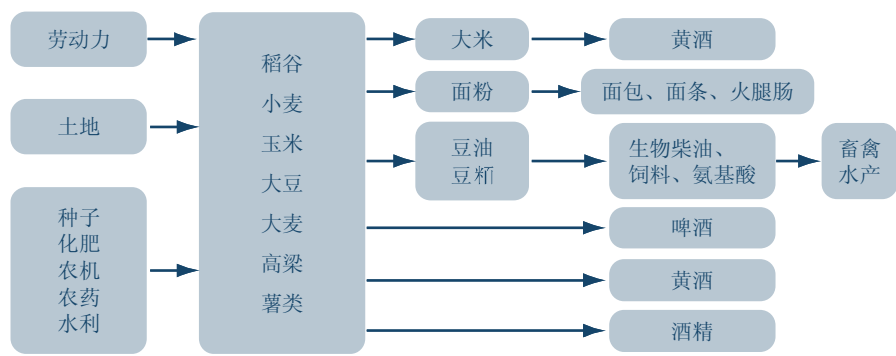 劳动力
土地
种子
化肥
农机
农药
水利
稻谷
小麦
玉米
大豆
大麦
高梁
薯类
大米
黄酒
面粉
面包、面条、火腿肠
豆油
豆粕
生物柴油、
饲料、氨基酸
畜禽
水产
啤酒
黄酒
酒精